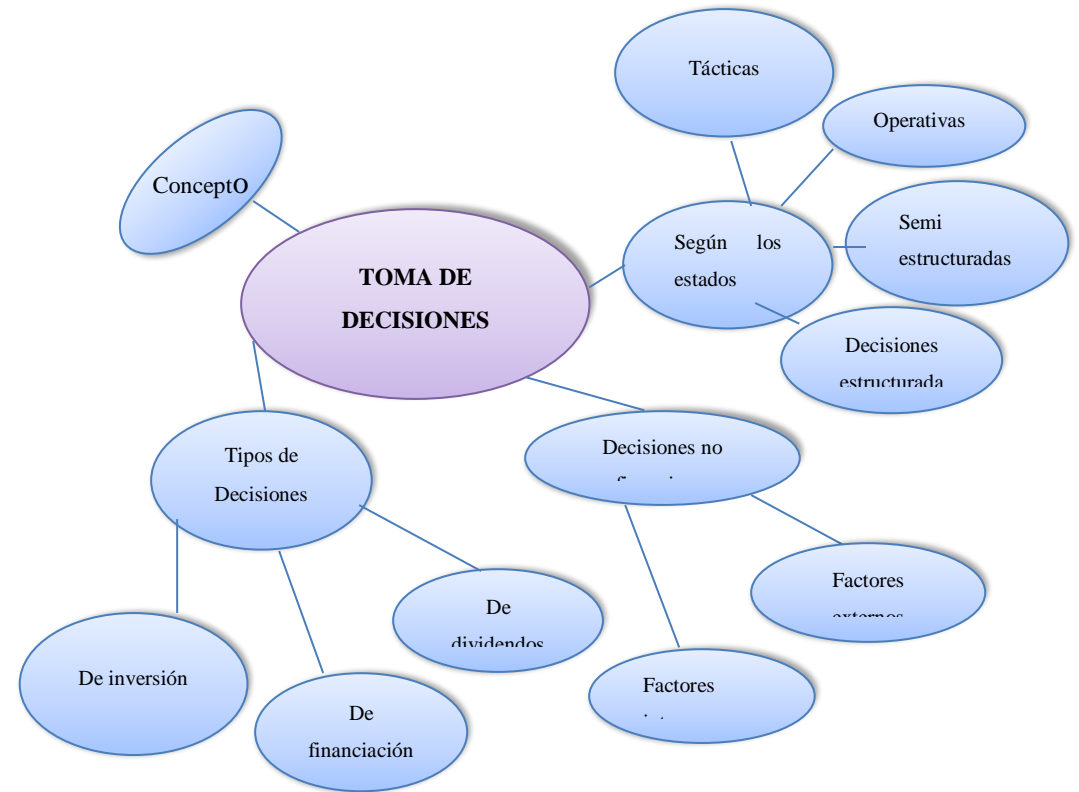 Tácticas
Operativas
ConceptO
Semi
estructuradas
Según los
estados
TOMA DE
DECISIONES
Decisiones
estructurada
Tipos de
Decisiones
Decisiones no
De
dividendos
Factores
externos
De inversión
Factores
De
financiación